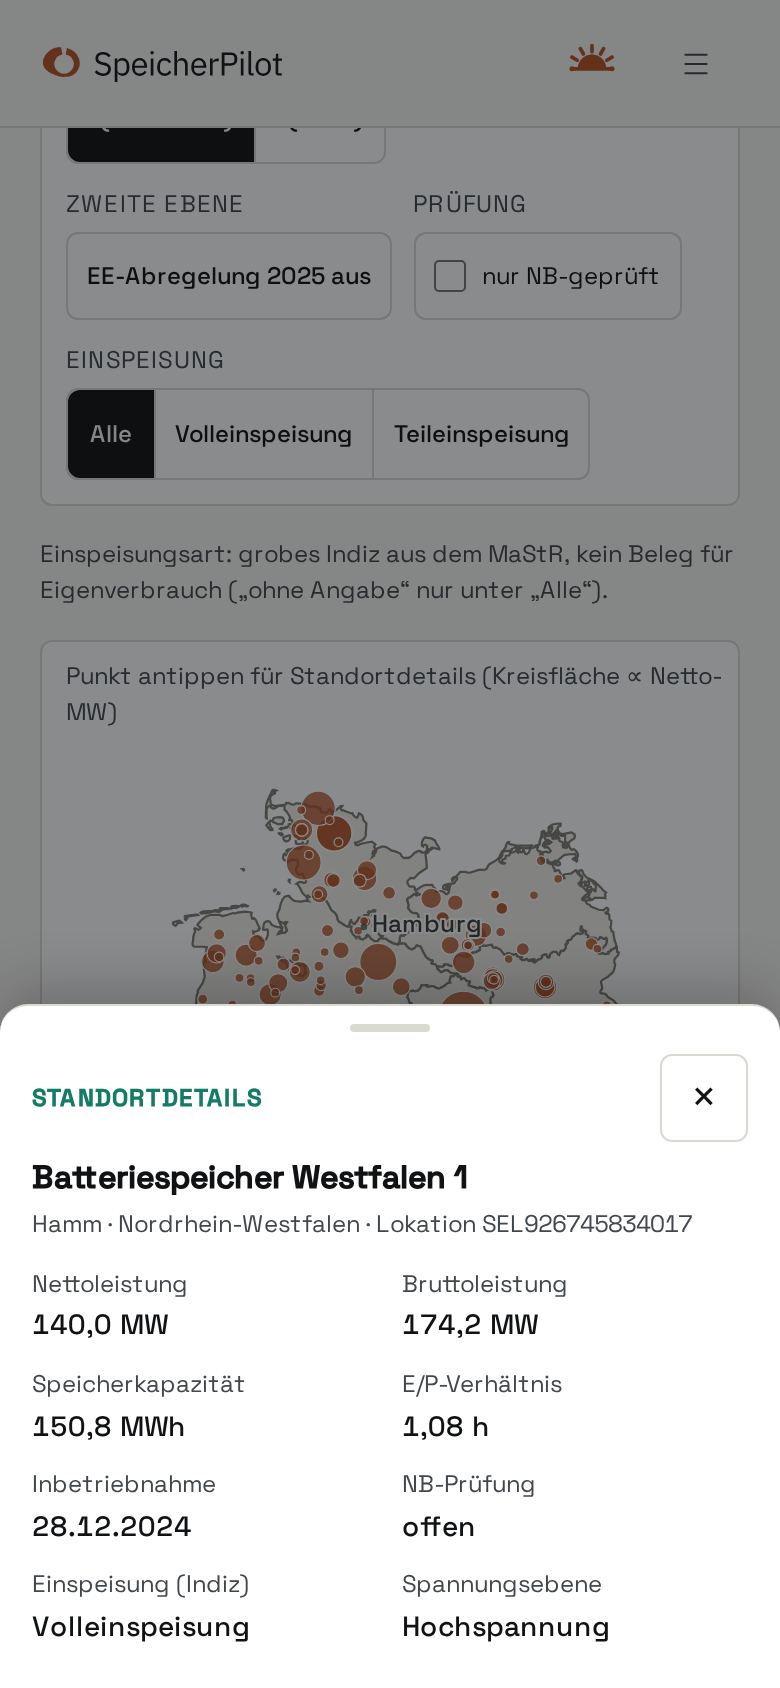 SpeicherPilot
ZWEITE EBENE
PRÜFUNG
EE-Abregelung 2025 aus
nur NB-geprüft
EINSPEISUNG
Alle
Volleinspeisung
Teileinspeisung
Einspeisungsart: grobes Indiz aus dem MaStR, kein Beleg für
Eigenverbrauch („ohne Angabe“ nur unter „Alle“).
Punkt antippen für Standortdetails (Kreisfläche ∝ Netto-
MW)
Hamburg
STANDORTDETAILS
✕
Batteriespeicher Westfalen 1
Hamm · Nordrhein-Westfalen · Lokation SEL926745834017
Nettoleistung
140,0 MW
Bruttoleistung
174,2 MW
Speicherkapazität
150,8 MWh
E/P-Verhältnis
1,08 h
Inbetriebnahme
28.12.2024
NB-Prüfung
offen
Einspeisung (Indiz)
Volleinspeisung
Spannungsebene
Hochspannung